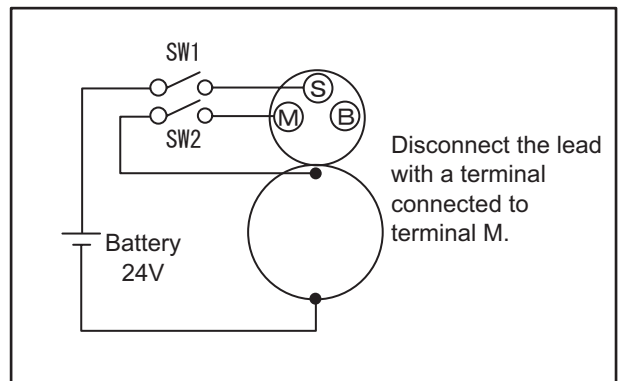 SW1
S
M
B
SW2
Disconnect the lead
with a terminal
connected to
terminal M.
Battery
24V